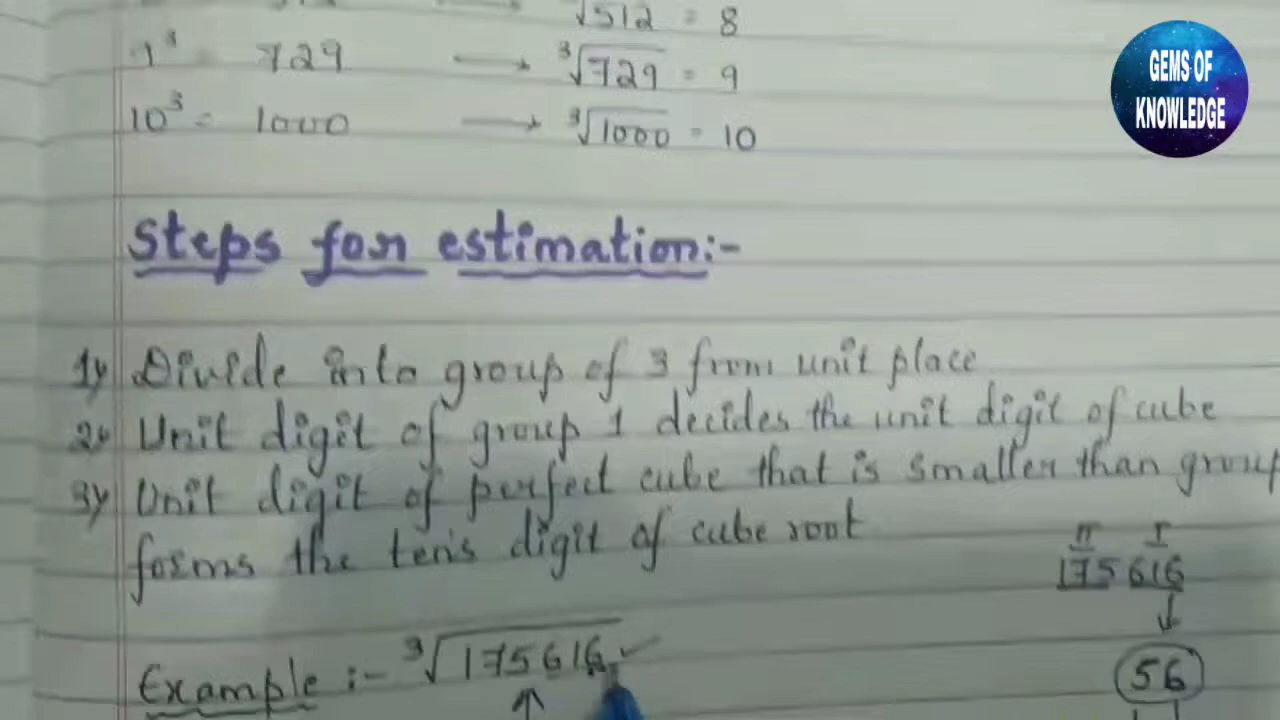 √512 = 8
729 → ³√729 = 9
10³ = 1000 → ³√1000 = 10
GEMS OF
KNOWLEDGE
Steps for estimation:-
1) Divide into group of 3 from unit place
2) Unit digit of group 1 decides the unit digit of cube
3) Unit digit of perfect cube that is smaller than group
forms the ten's digit of cube root
II I
175 616
↓
56
Example :- ³√175616 ✓
↑